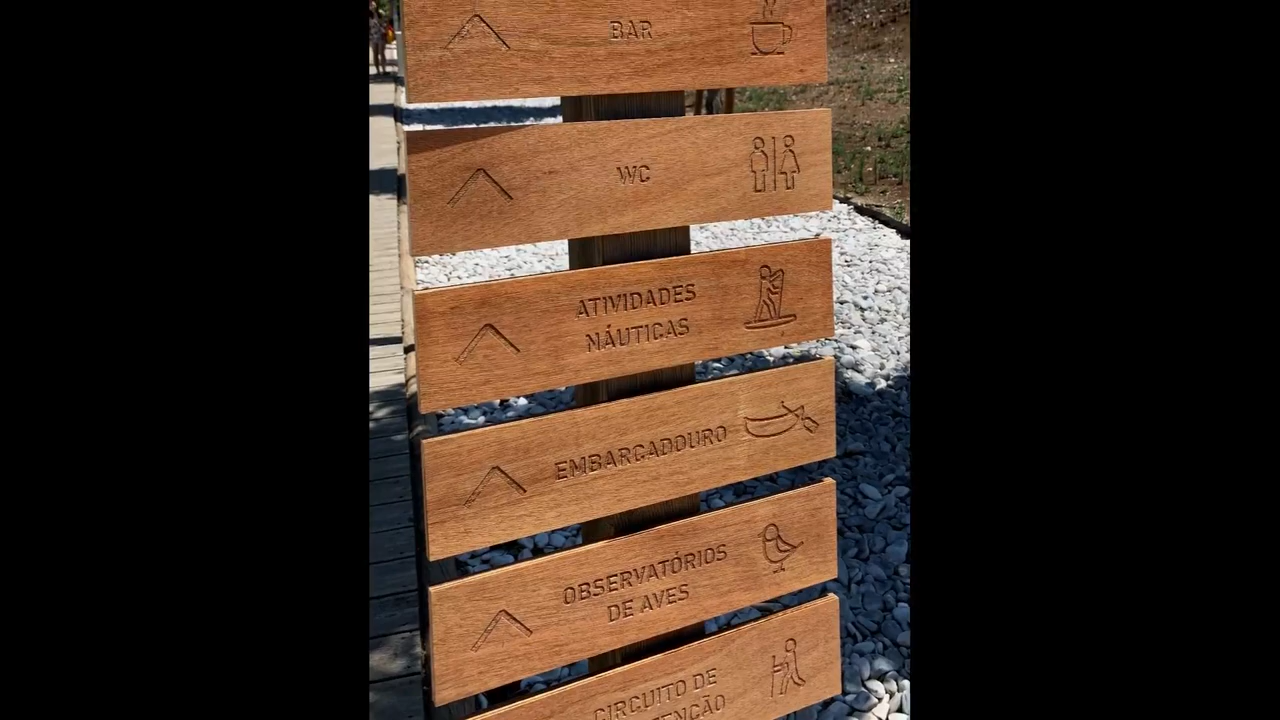 BAR
WC
ATIVIDADES
NÁUTICAS
EMBARCADOURO
OBSERVATÓRIOS
DE AVES
CIRCUITO DE